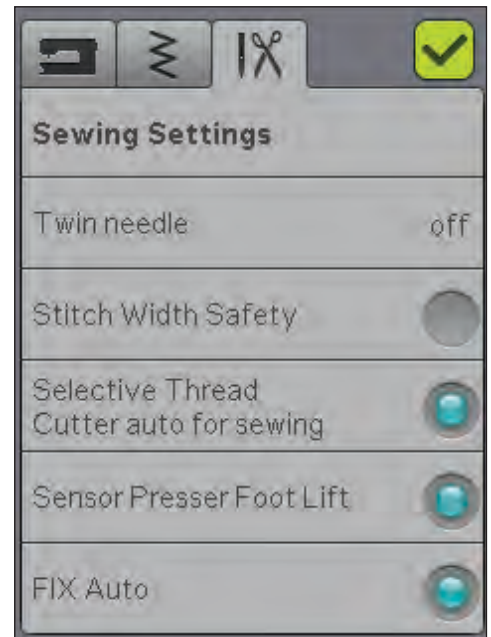 Sewing Settings
Twin needle off
Stitch Width Safety
Selective Thread
Cutter auto for sewing
Sensor Presser Foot Lift
FIX Auto